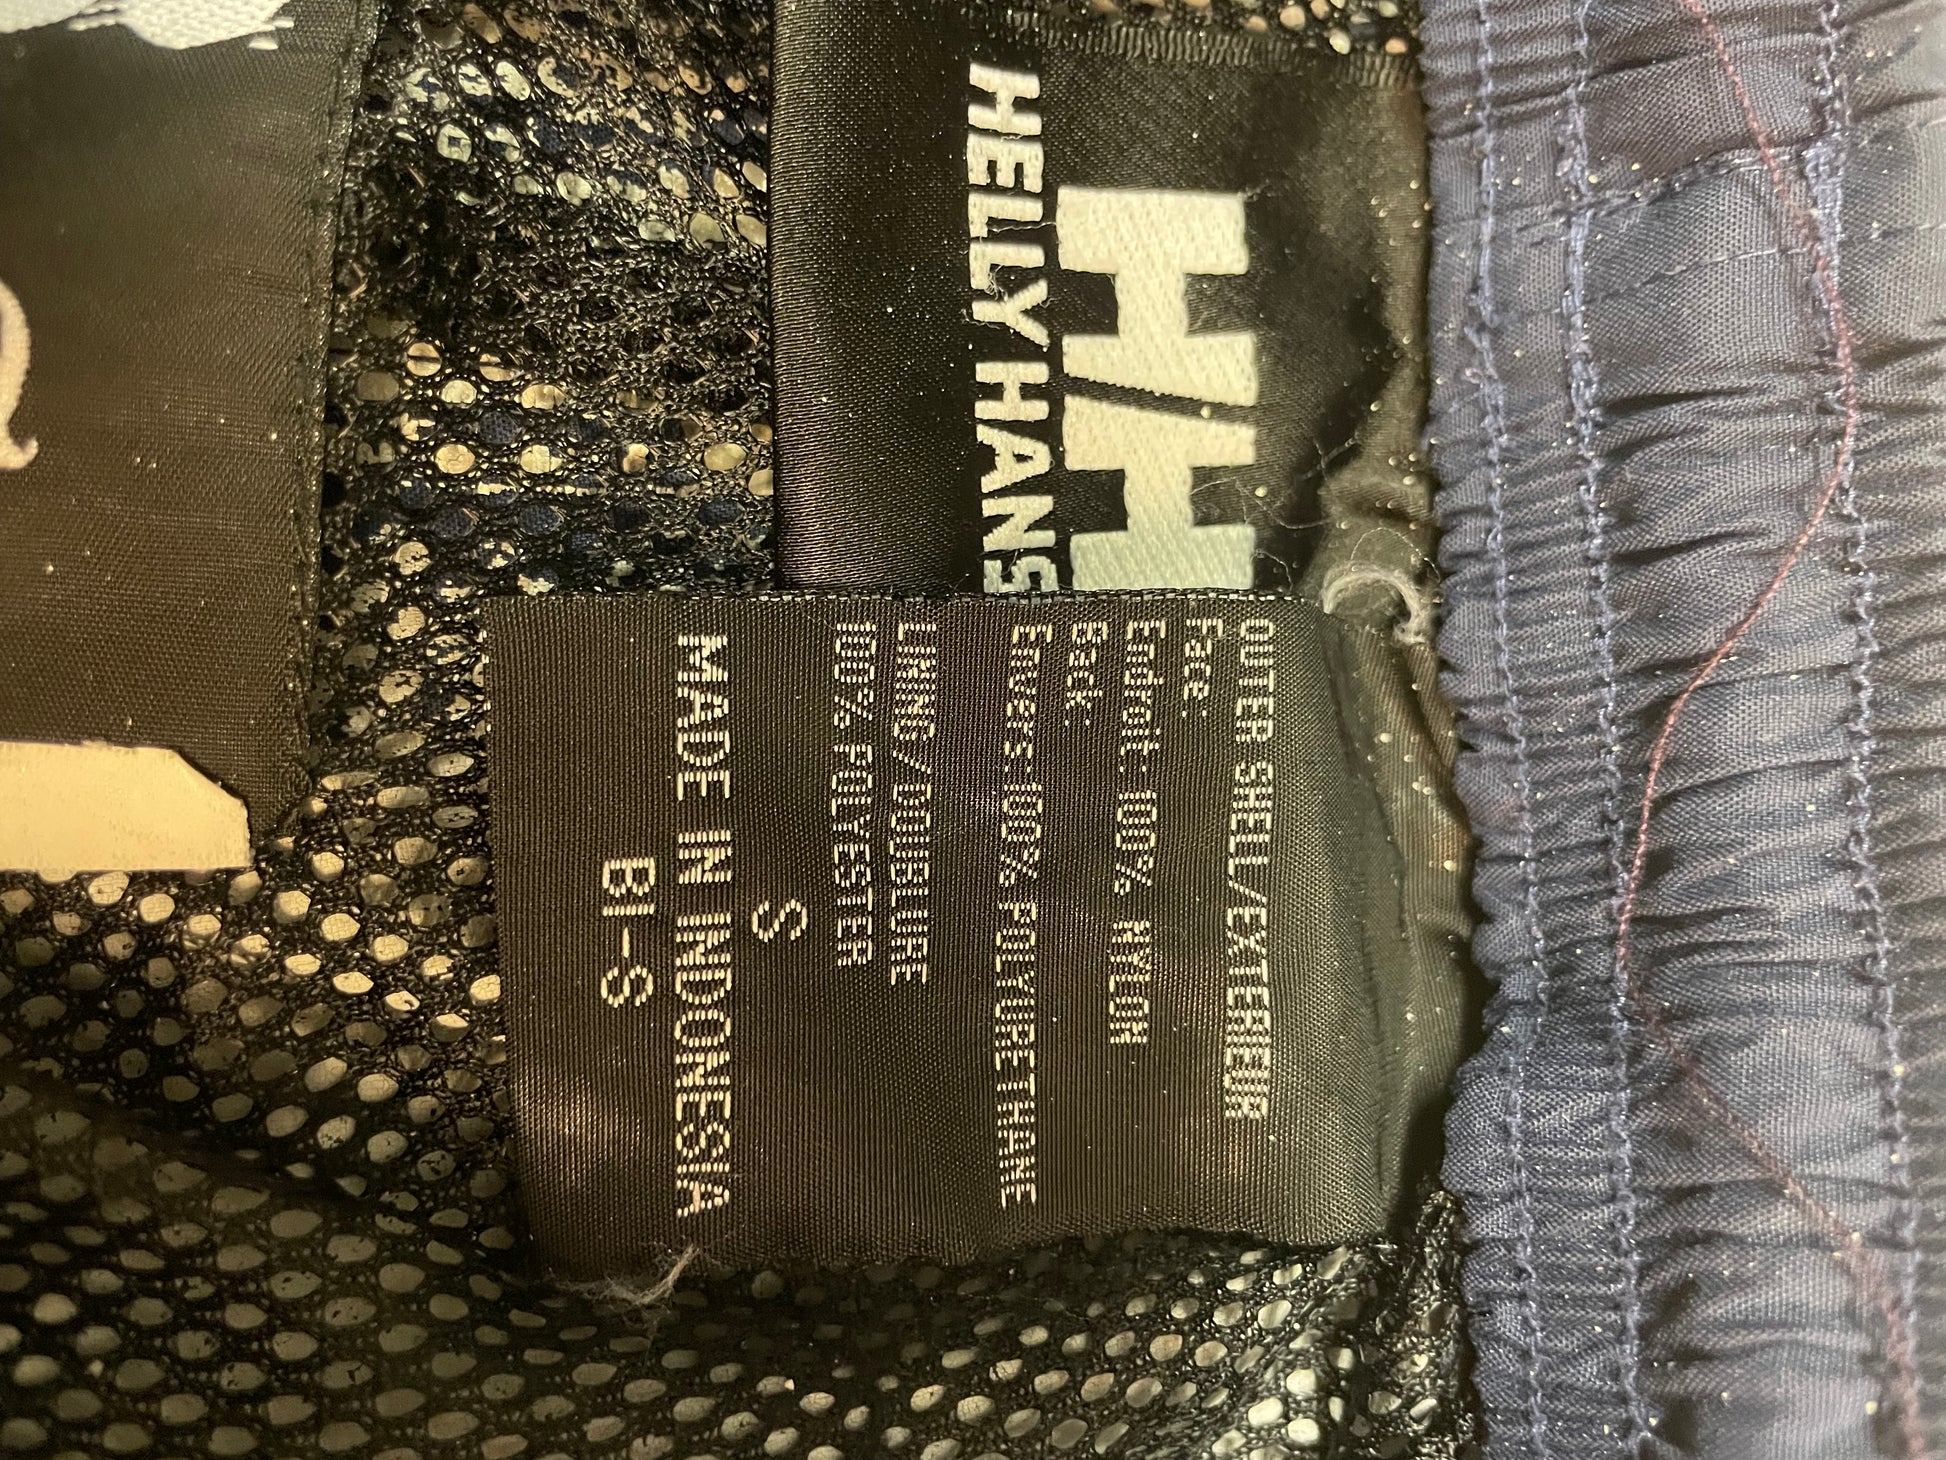 HH
HELLY HANS
OUTER SHELL/EXTERIEUR
Face:
Endroit: 100% NYLON
Back:
Envers: 100% POLYURETHANE
LINING/DOUBLURE
100% POLYESTER
S
MADE IN INDONESIA
BI-S